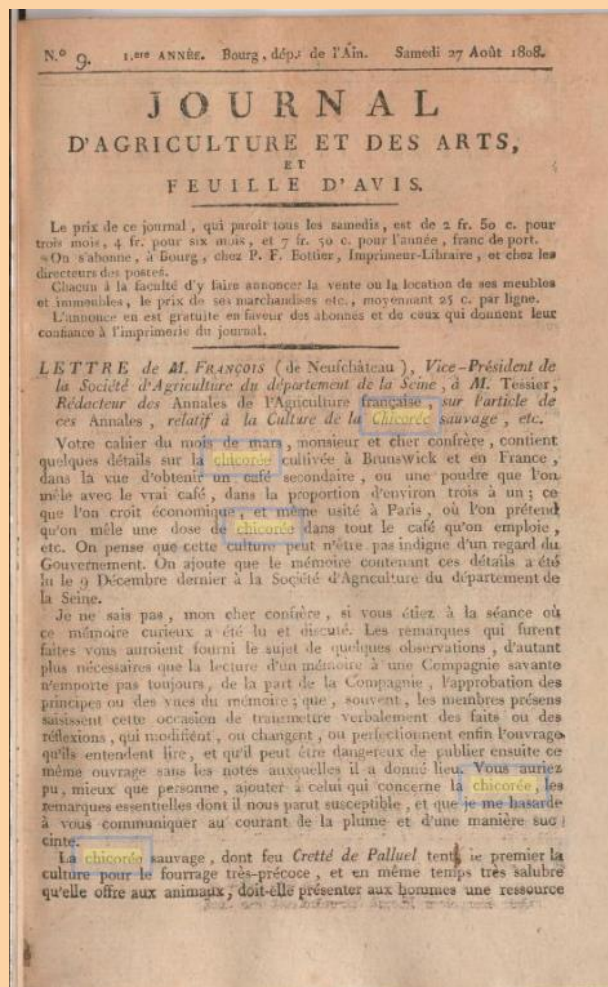 N.º 9. 1.ere ANNÉE. Bourg, dép.t de l'Ain. Samedi 27 Août 1808.
JOURNAL
D'AGRICULTURE ET DES ARTS,
ET
FEUILLE D'AVIS.
Le prix de ce journal, qui paroit tous les samedis, est de 2 fr. 50 c. pour
trois mois, 4 fr. pour six mois, et 7 fr. 50 c. pour l'année, franc de port.
On s'abonne, à Bourg, chez P. F. Bottier, Imprimeur-Libraire, et chez les
directeurs des postes.
Chacun à la faculté d'y faire annoncer la vente ou la location de ses meubles
et immeubles, le prix de ses marchandises etc., moyennant 25 c. par ligne.
L'annonce en est gratuite en faveur des abonnés et de ceux qui donnent leur
confiance à l'imprimerie du journal.
LETTRE de M. FRANÇOIS (de Neufchâteau), Vice-Président de
la Société d'Agriculture du département de la Seine, à M. Tessier,
Rédacteur des Annales de l'Agriculture française, sur l'article de
ces Annales, relatif à la Culture de la Chicorée sauvage, etc.
Votre cahier du mois de mars, monsieur et cher confrère, contient
quelques détails sur la chicorée cultivée à Brunswick et en France,
dans la vue d'obtenir un café secondaire, ou une poudre que l'on
mêle avec le vrai café, dans la proportion d'environ trois à un; ce
que l'on croit économique, et même usité à Paris, où l'on prétend
qu'on mêle une dose de chicorée dans tout le café qu'on emploie,
etc. On pense que cette culture peut n'être pas indigne d'un regard du
Gouvernement. On ajoute que le mémoire contenant ces détails a été
lu le 9 Décembre dernier à la Société d'Agriculture du département de
la Seine.
Je ne sais pas, mon cher confrère, si vous étiez à la séance où
ce mémoire curieux a été lu et discuté. Les remarques qui furent
faites vous auroient fourni le sujet de quelques observations, d'autant
plus nécessaires que la lecture d'un mémoire à une Compagnie savante
n'emporte pas toujours, de la part de la Compagnie, l'approbation des
principes ou des vues du mémoire; que, souvent, les membres présens
saisissent cette occasion de transmettre verbalement des faits ou des
réflexions, qui modifient, ou changent, ou perfectionnent enfin l'ouvrage
qu'ils entendent lire, et qu'il peut être dangereux de publier ensuite ce
même ouvrage sans les notes auxquelles il a donné lieu. Vous auriez
pu, mieux que personne, ajouter à celui qui concerne la chicorée, les
remarques essentielles dont il nous parut susceptible, et que je me hasarde
à vous communiquer au courant de la plume et d'une manière suc
cinte.
La chicorée sauvage, dont feu Cretté de Palluel tenta le premier la
culture pour le fourrage très-précoce, et en même temps très salubre
qu'elle offre aux animaux, doit-elle présenter aux hommes une ressource